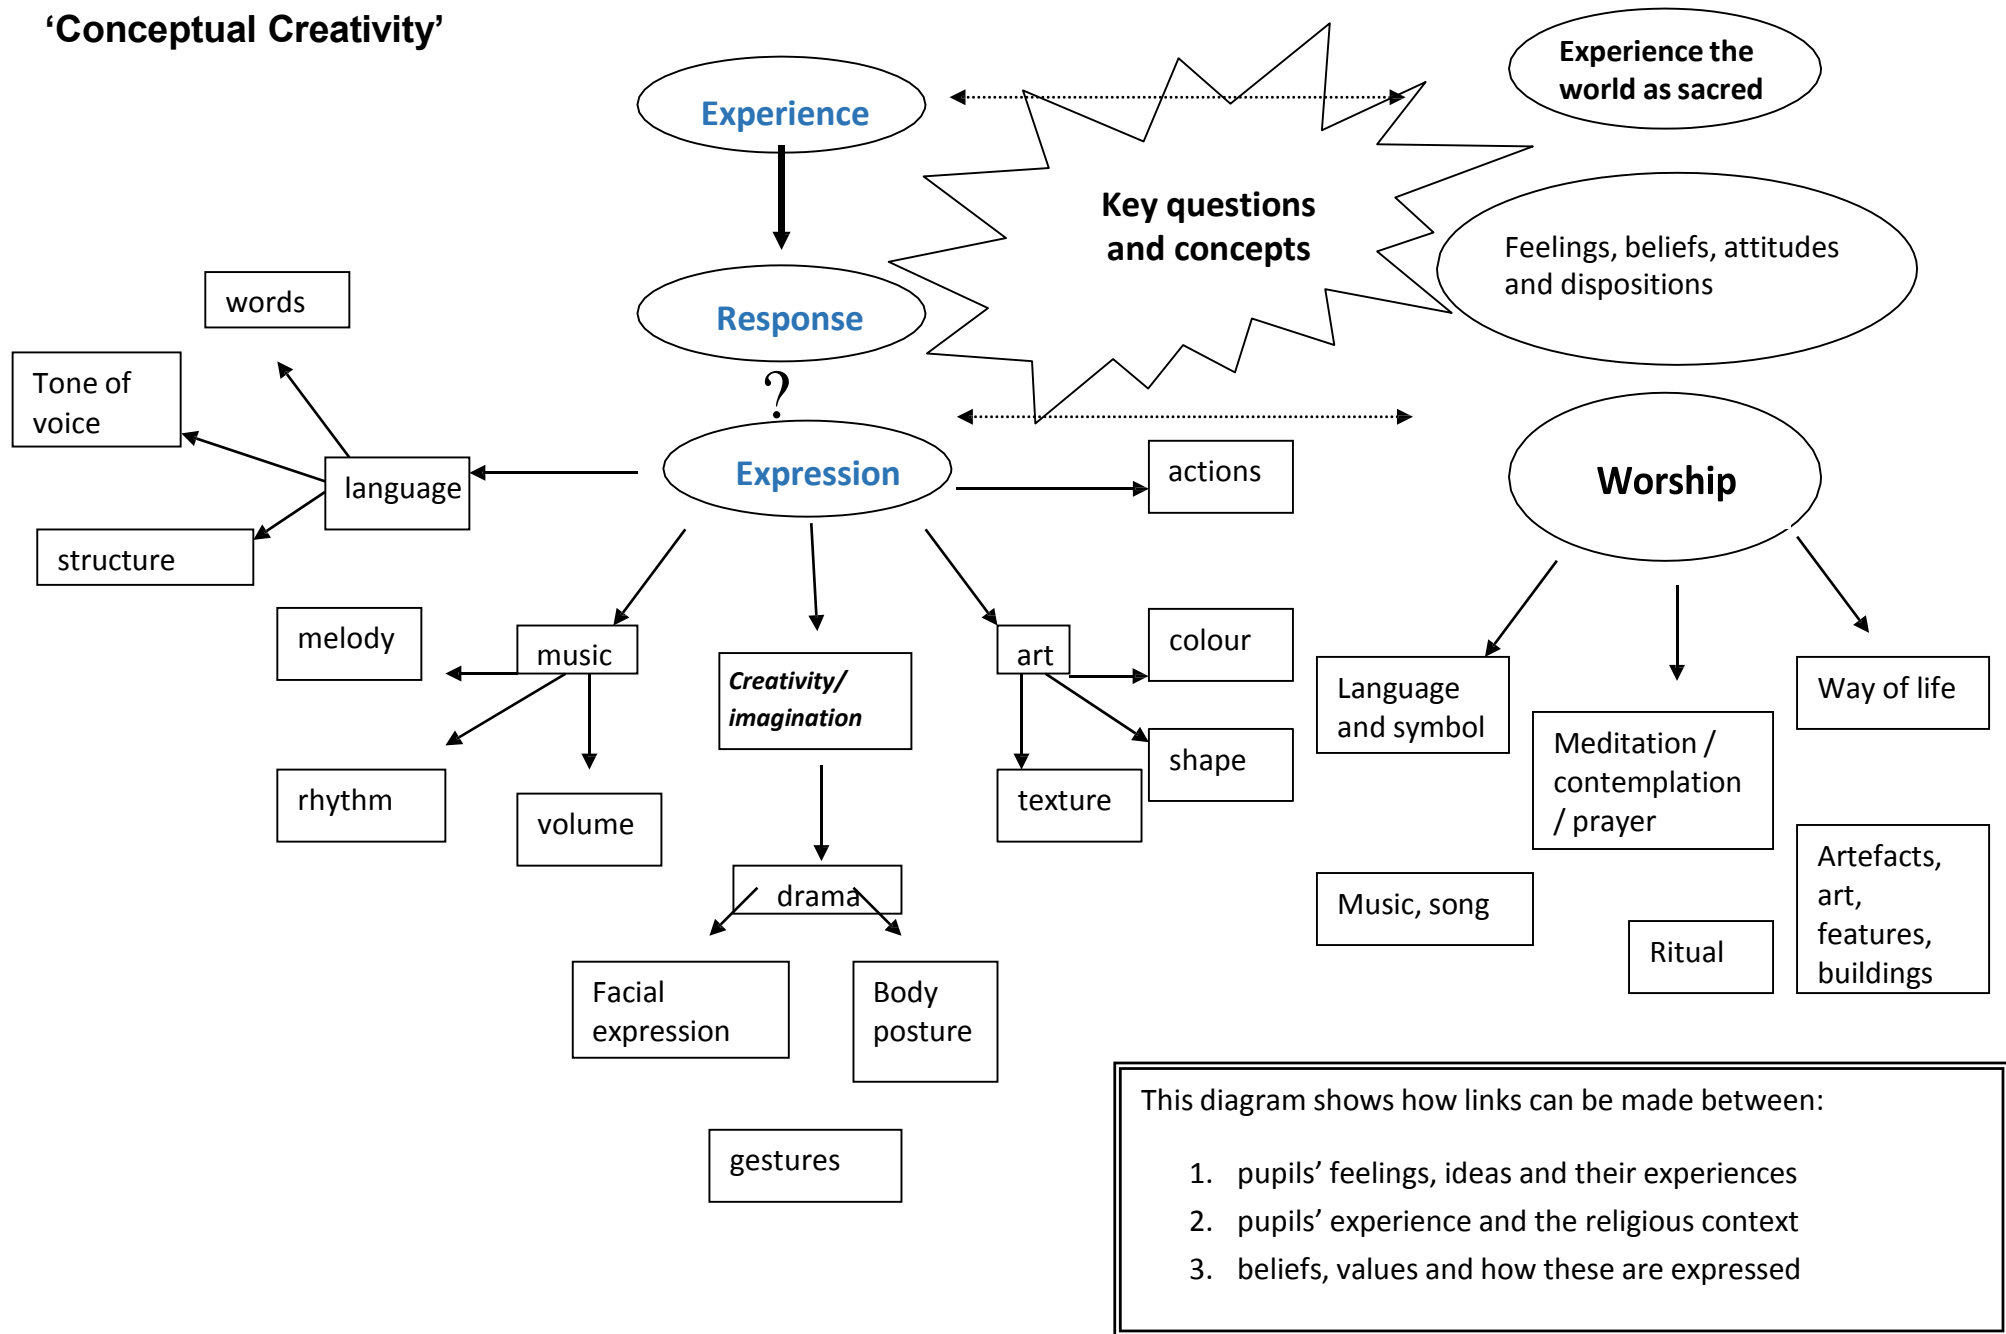 ‘Conceptual Creativity’
Experience
Experience the
world as sacred
Key questions
and concepts
Feelings, beliefs, attitudes
and dispositions
Response
?
Expression
Worship
words
Tone of
voice
language
structure
actions
melody
music
rhythm
volume
Creativity/
imagination
art
colour
shape
texture
drama
Facial
expression
Body
posture
gestures
Language
and symbol
Meditation /
contemplation
/ prayer
Way of life
Music, song
Ritual
Artefacts,
art,
features,
buildings
This diagram shows how links can be made between:
1. pupils’ feelings, ideas and their experiences
2. pupils’ experience and the religious context
3. beliefs, values and how these are expressed